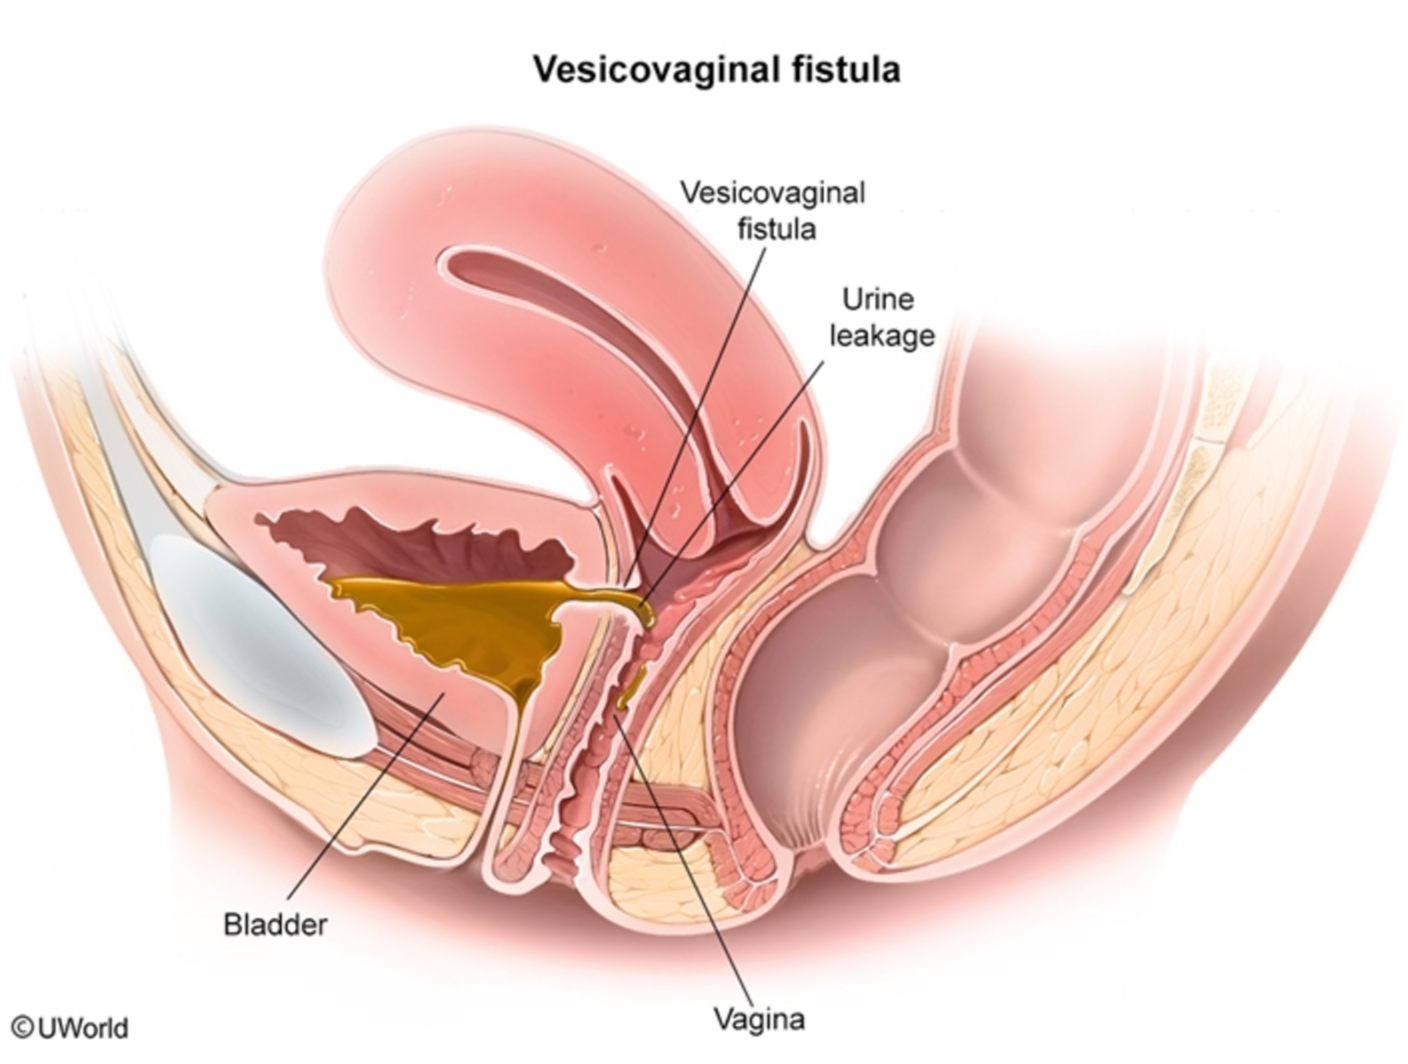 Vesicovaginal fistula
Vesicovaginal
fistula
Urine
leakage
Bladder
Vagina
©UWorld